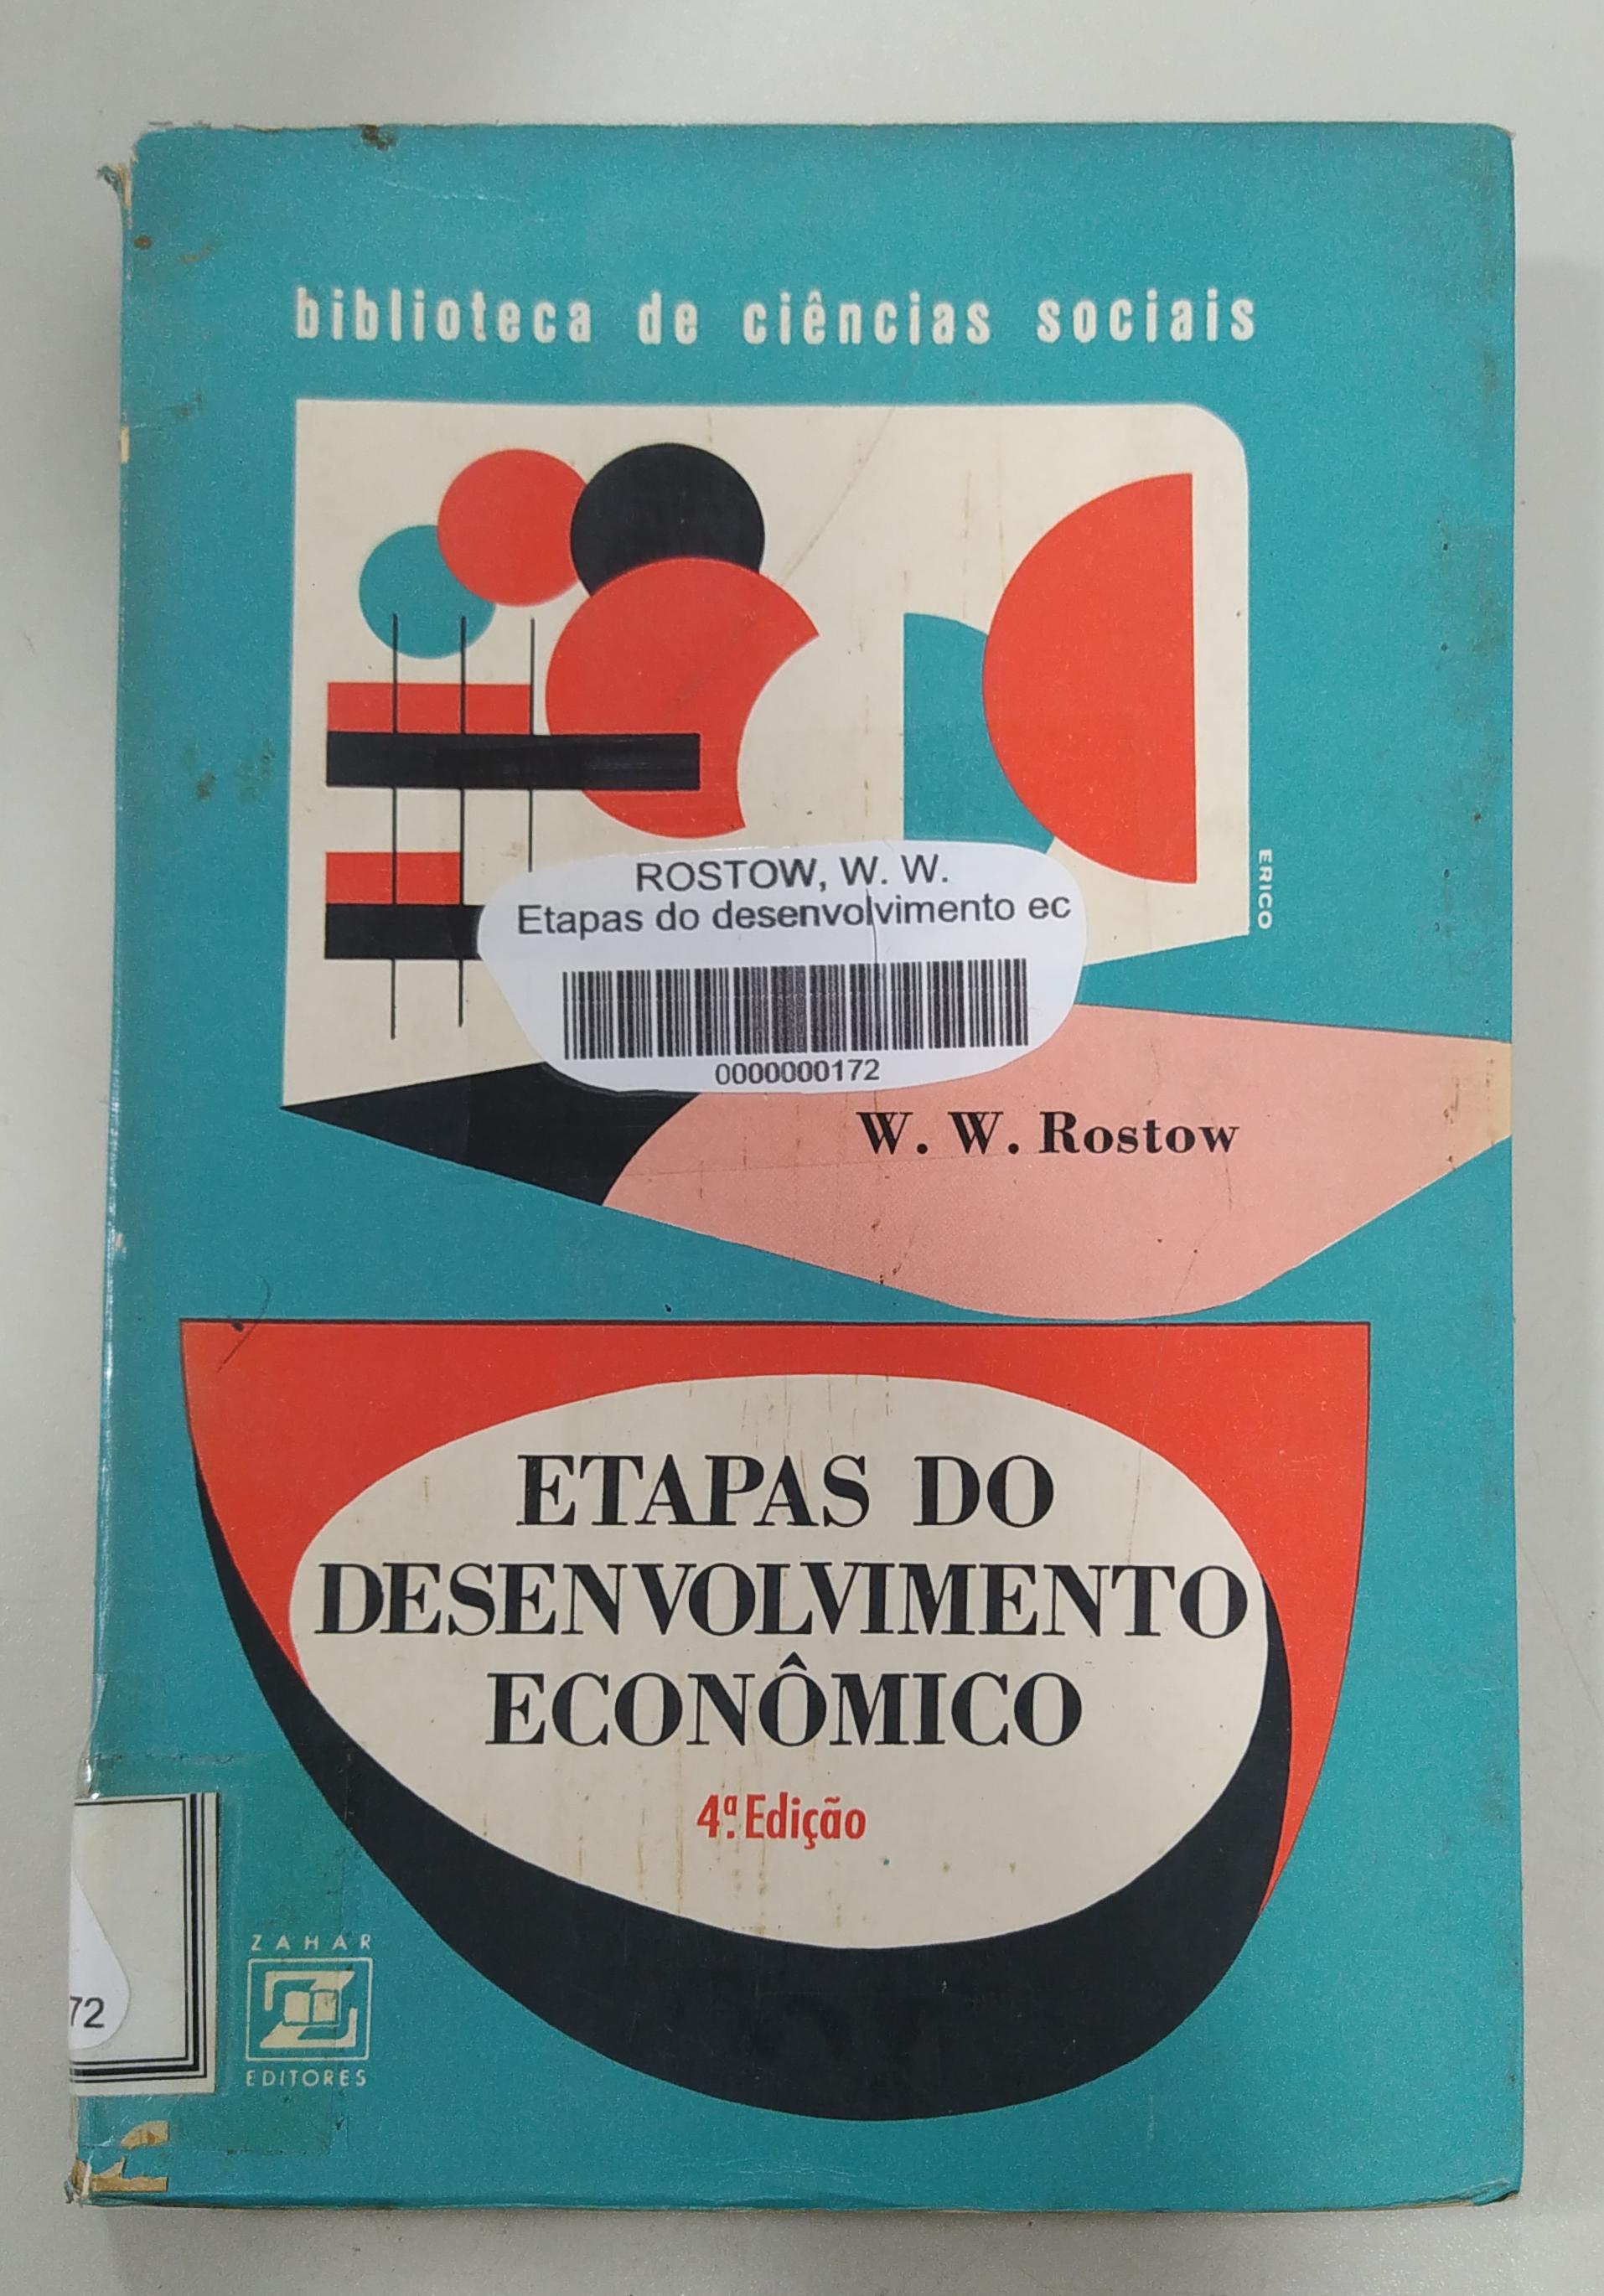 biblioteca de ciências sociais
ERICO
ROSTOW, W. W.
Etapas do desenvolvimento ec
0000000172
W. W. Rostow
ETAPAS DO
DESENVOLVIMENTO
ECONÔMICO
4ª. Edição
72
ZAHAR
EDITORES